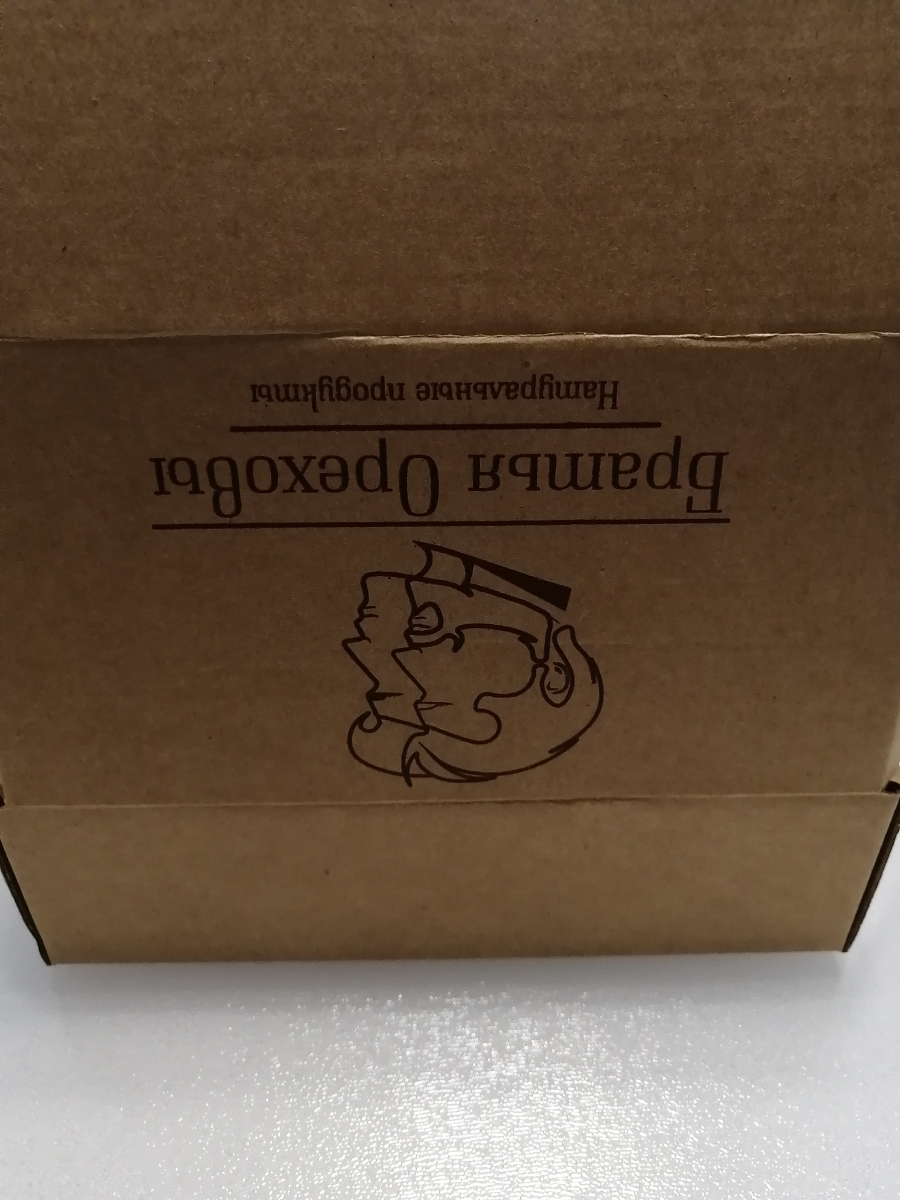 Братья Ореховы
Натуральные продукты